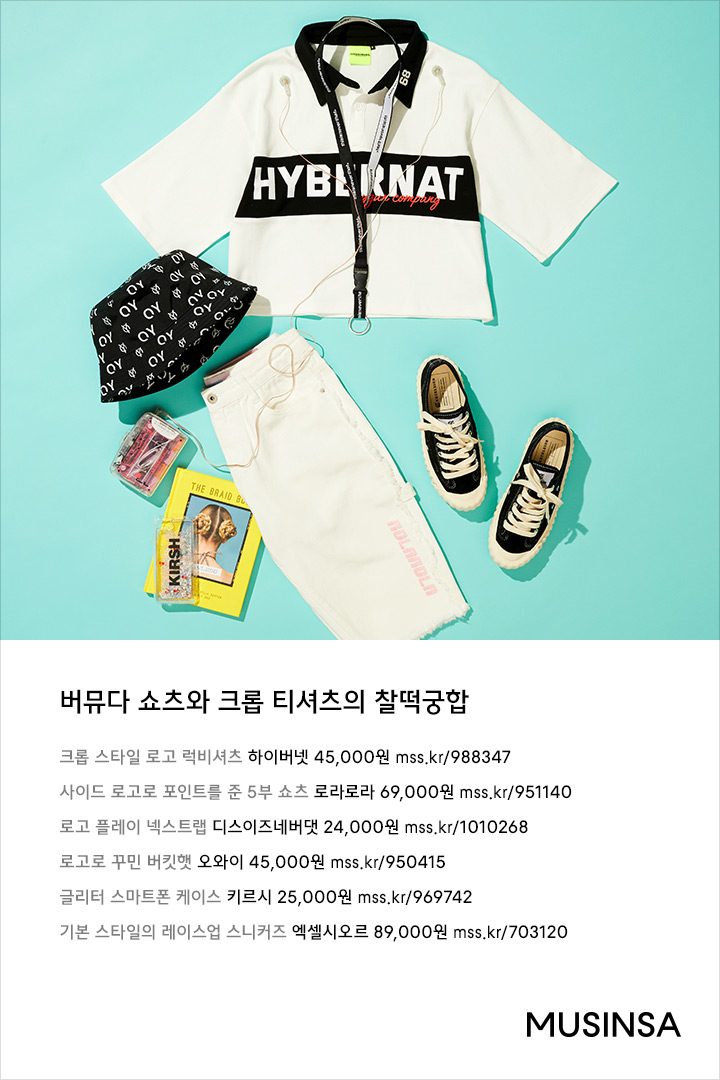 68
HYBERNAT
company
OY OY OY
THE BRAID BO
KIRSH
ROLAROLA
버뮤다 쇼츠와 크롭 티셔츠의 찰떡궁합
크롭 스타일 로고 럭비셔츠 하이버넷 45,000원 mss.kr/988347
사이드 로고로 포인트를 준 5부 쇼츠 로라로라 69,000원 mss.kr/951140
로고 플레이 넥스트랩 디스이즈네버댓 24,000원 mss.kr/1010268
로고로 꾸민 버킷햇 오와이 45,000원 mss.kr/950415
글리터 스마트폰 케이스 키르시 25,000원 mss.kr/969742
기본 스타일의 레이스업 스니커즈 엑셀시오르 89,000원 mss.kr/703120
MUSINSA